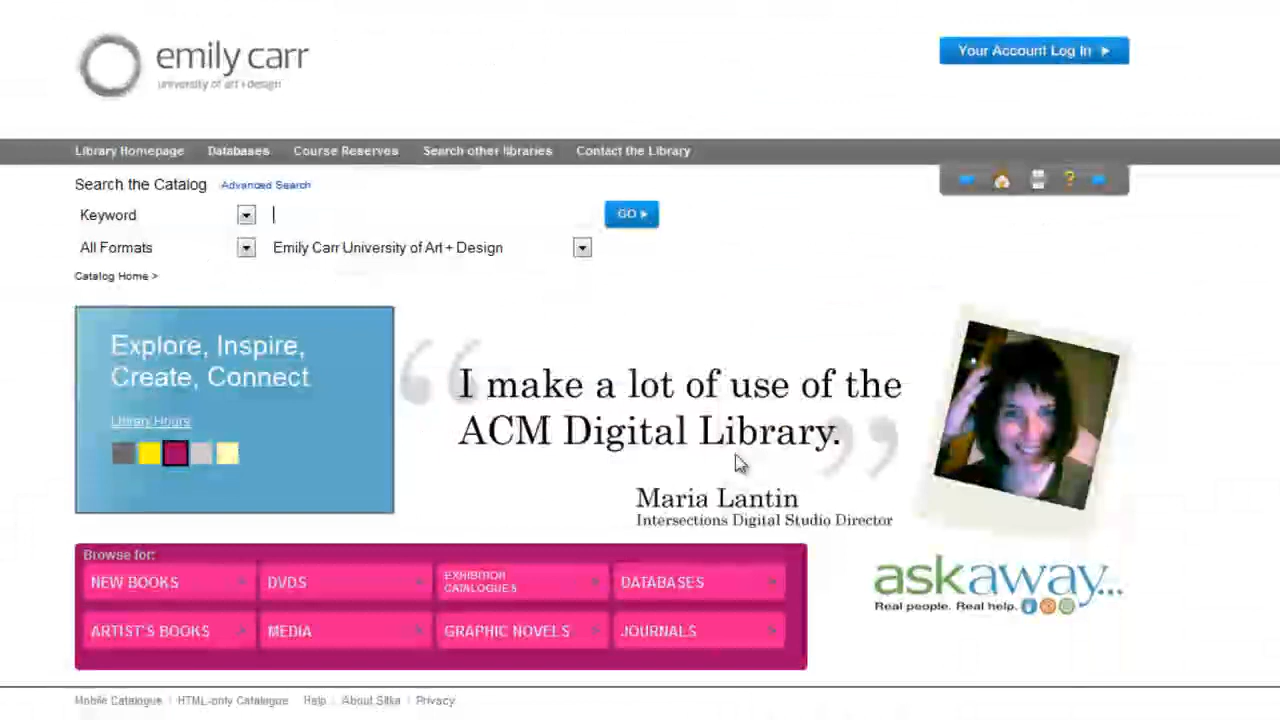 emily carr
university of art + design
Your Account Log In
Library Homepage Databases Course Reserves Search other libraries Contact the Library
Search the Catalog Advanced Search
Keyword
GO
All Formats Emily Carr University of Art + Design
Catalog Home >
Explore, Inspire,
Create, Connect
Library Hours
“ I make a lot of use of the
ACM Digital Library. ”
Maria Lantin
Intersections Digital Studio Director
Browse for:
NEW BOOKS DVDS EXHIBITION CATALOGUES DATABASES
ARTIST'S BOOKS MEDIA GRAPHIC NOVELS JOURNALS
askaway...
Real people. Real help.
Mobile Catalogue | HTML-only Catalogue Help | About Sitka | Privacy